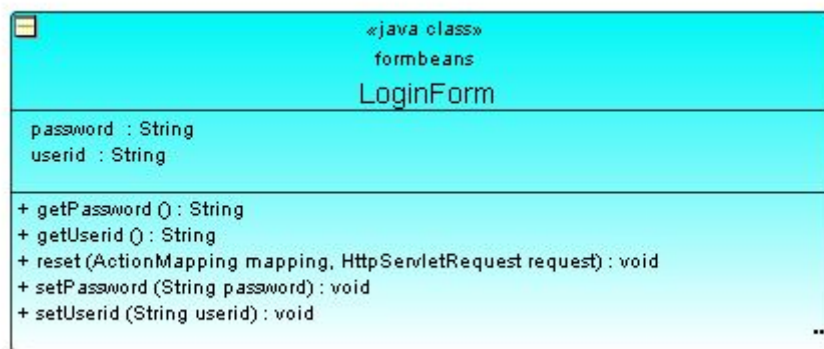 «java class»
formbeans
LoginForm
password : String
userid : String
+ getPassword () : String
+ getUserid () : String
+ reset (ActionMapping mapping, HttpServletRequest request) : void
+ setPassword (String password) : void
+ setUserid (String userid) : void
..